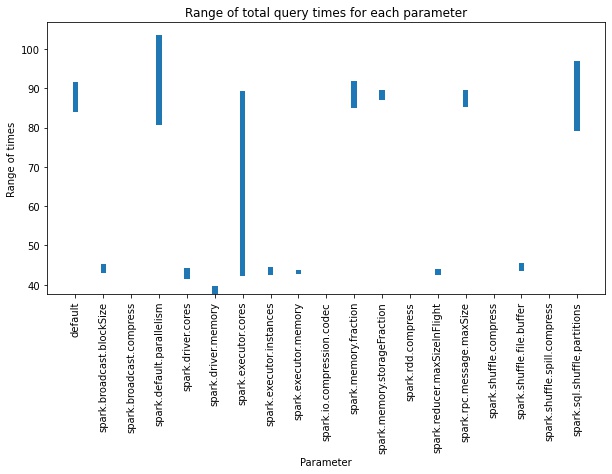 Range of total query times for each parameter
Range of times
100
90
80
70
60
50
40
default
spark.broadcast.blockSize
spark.broadcast.compress
spark.default.parallelism
spark.driver.cores
spark.driver.memory
spark.executor.cores
spark.executor.instances
spark.executor.memory
spark.io.compression.codec
spark.memory.fraction
spark.memory.storageFraction
spark.rdd.compress
spark.reducer.maxSizeInFlight
spark.rpc.message.maxSize
spark.shuffle.compress
spark.shuffle.file.buffer
spark.shuffle.spill.compress
spark.sql.shuffle.partitions
Parameter